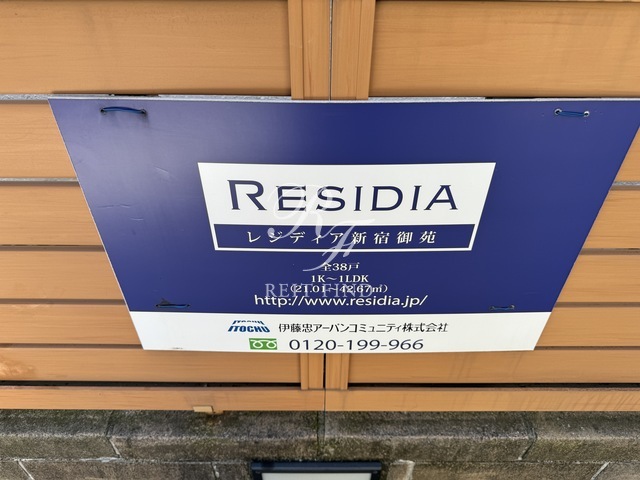 RESIDIA
レジディア新宿御苑
全38戸
1K～1LDK
(21.01～42.67㎡)
http://www.residia.jp/
ITOCHU 伊藤忠アーバンコミュニティ株式会社
0120-199-966